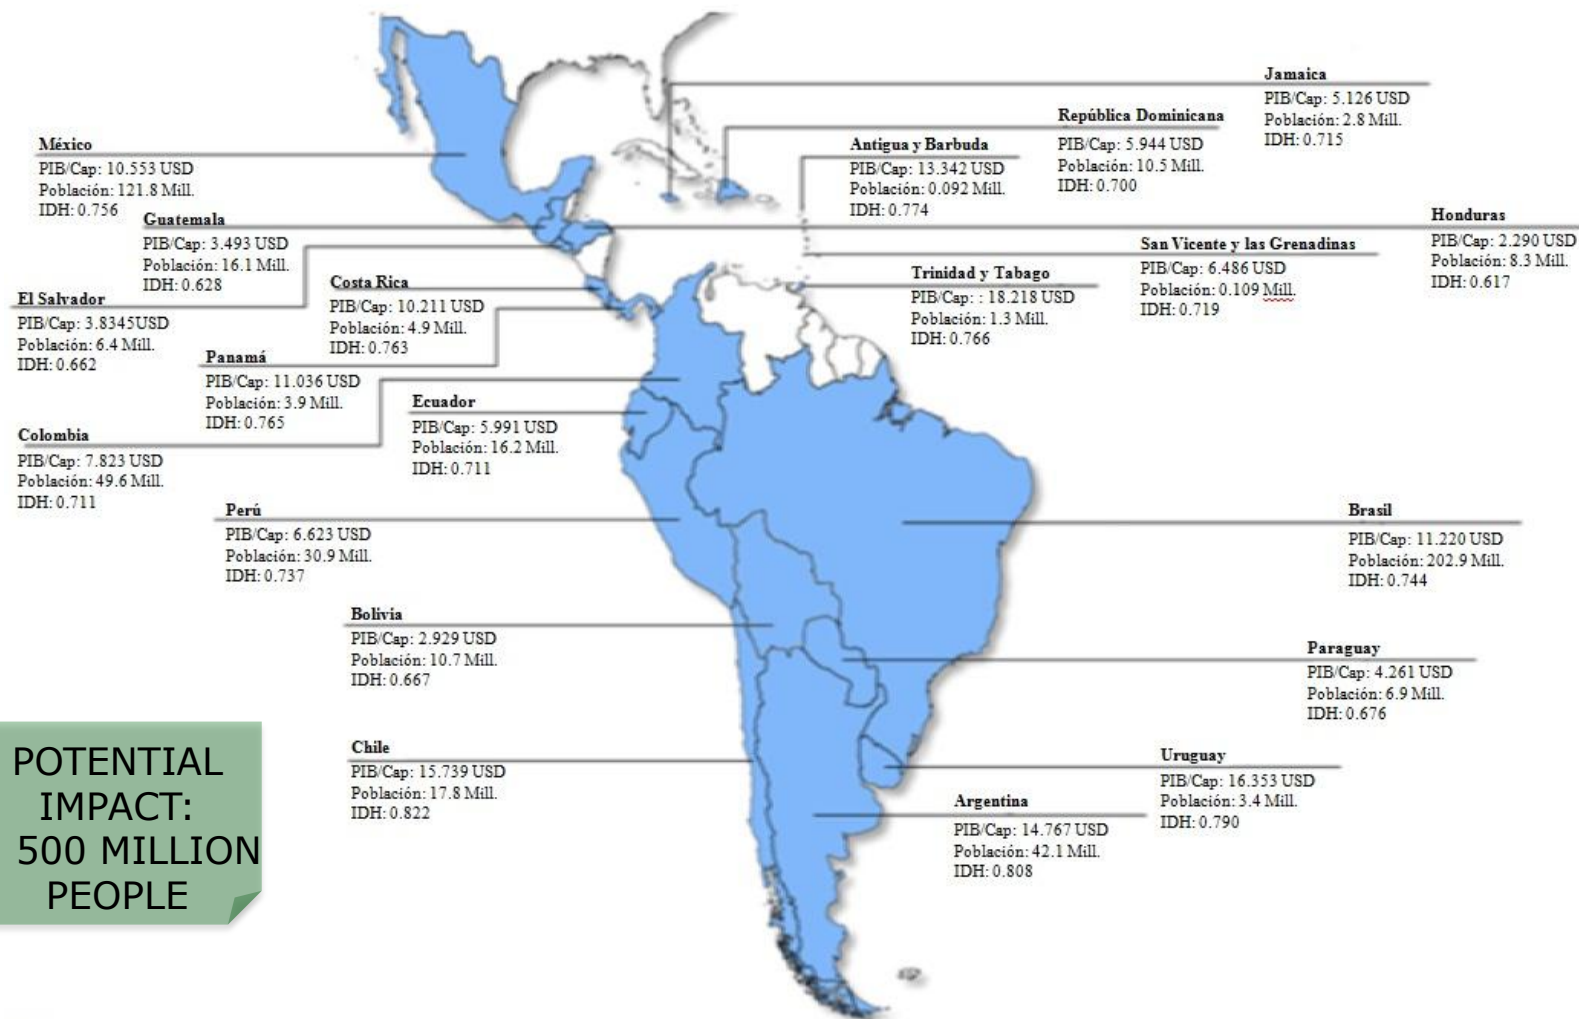 Jamaica
PIB/Cap: 5.126 USD
Población: 2.8 Mill.
IDH: 0.715
República Dominicana
PIB/Cap: 5.944 USD
Población: 10.5 Mill.
IDH: 0.700
Antigua y Barbuda
PIB/Cap: 13.342 USD
Población: 0.092 Mill.
IDH: 0.774
México
PIB/Cap: 10.553 USD
Población: 121.8 Mill.
IDH: 0.756
Guatemala
PIB/Cap: 3.493 USD
Población: 16.1 Mill.
IDH: 0.628
Honduras
PIB/Cap: 2.290 USD
Población: 8.3 Mill.
IDH: 0.617
San Vicente y las Grenadinas
PIB/Cap: 6.486 USD
Población: 0.109 Mill.
IDH: 0.719
Trinidad y Tabago
PIB/Cap: : 18.218 USD
Población: 1.3 Mill.
IDH: 0.766
El Salvador
PIB/Cap: 3.8345USD
Población: 6.4 Mill.
IDH: 0.662
Costa Rica
PIB/Cap: 10.211 USD
Población: 4.9 Mill.
IDH: 0.763
Panamá
PIB/Cap: 11.036 USD
Población: 3.9 Mill.
IDH: 0.765
Ecuador
PIB/Cap: 5.991 USD
Población: 16.2 Mill.
IDH: 0.711
Colombia
PIB/Cap: 7.823 USD
Población: 49.6 Mill.
IDH: 0.711
Perú
PIB/Cap: 6.623 USD
Población: 30.9 Mill.
IDH: 0.737
Brasil
PIB/Cap: 11.220 USD
Población: 202.9 Mill.
IDH: 0.744
Bolivia
PIB/Cap: 2.929 USD
Población: 10.7 Mill.
IDH: 0.667
Paraguay
PIB/Cap: 4.261 USD
Población: 6.9 Mill.
IDH: 0.676
Chile
PIB/Cap: 15.739 USD
Población: 17.8 Mill.
IDH: 0.822
Uruguay
PIB/Cap: 16.353 USD
Población: 3.4 Mill.
IDH: 0.790
Argentina
PIB/Cap: 14.767 USD
Población: 42.1 Mill.
IDH: 0.808
POTENTIAL
IMPACT:
500 MILLION
PEOPLE